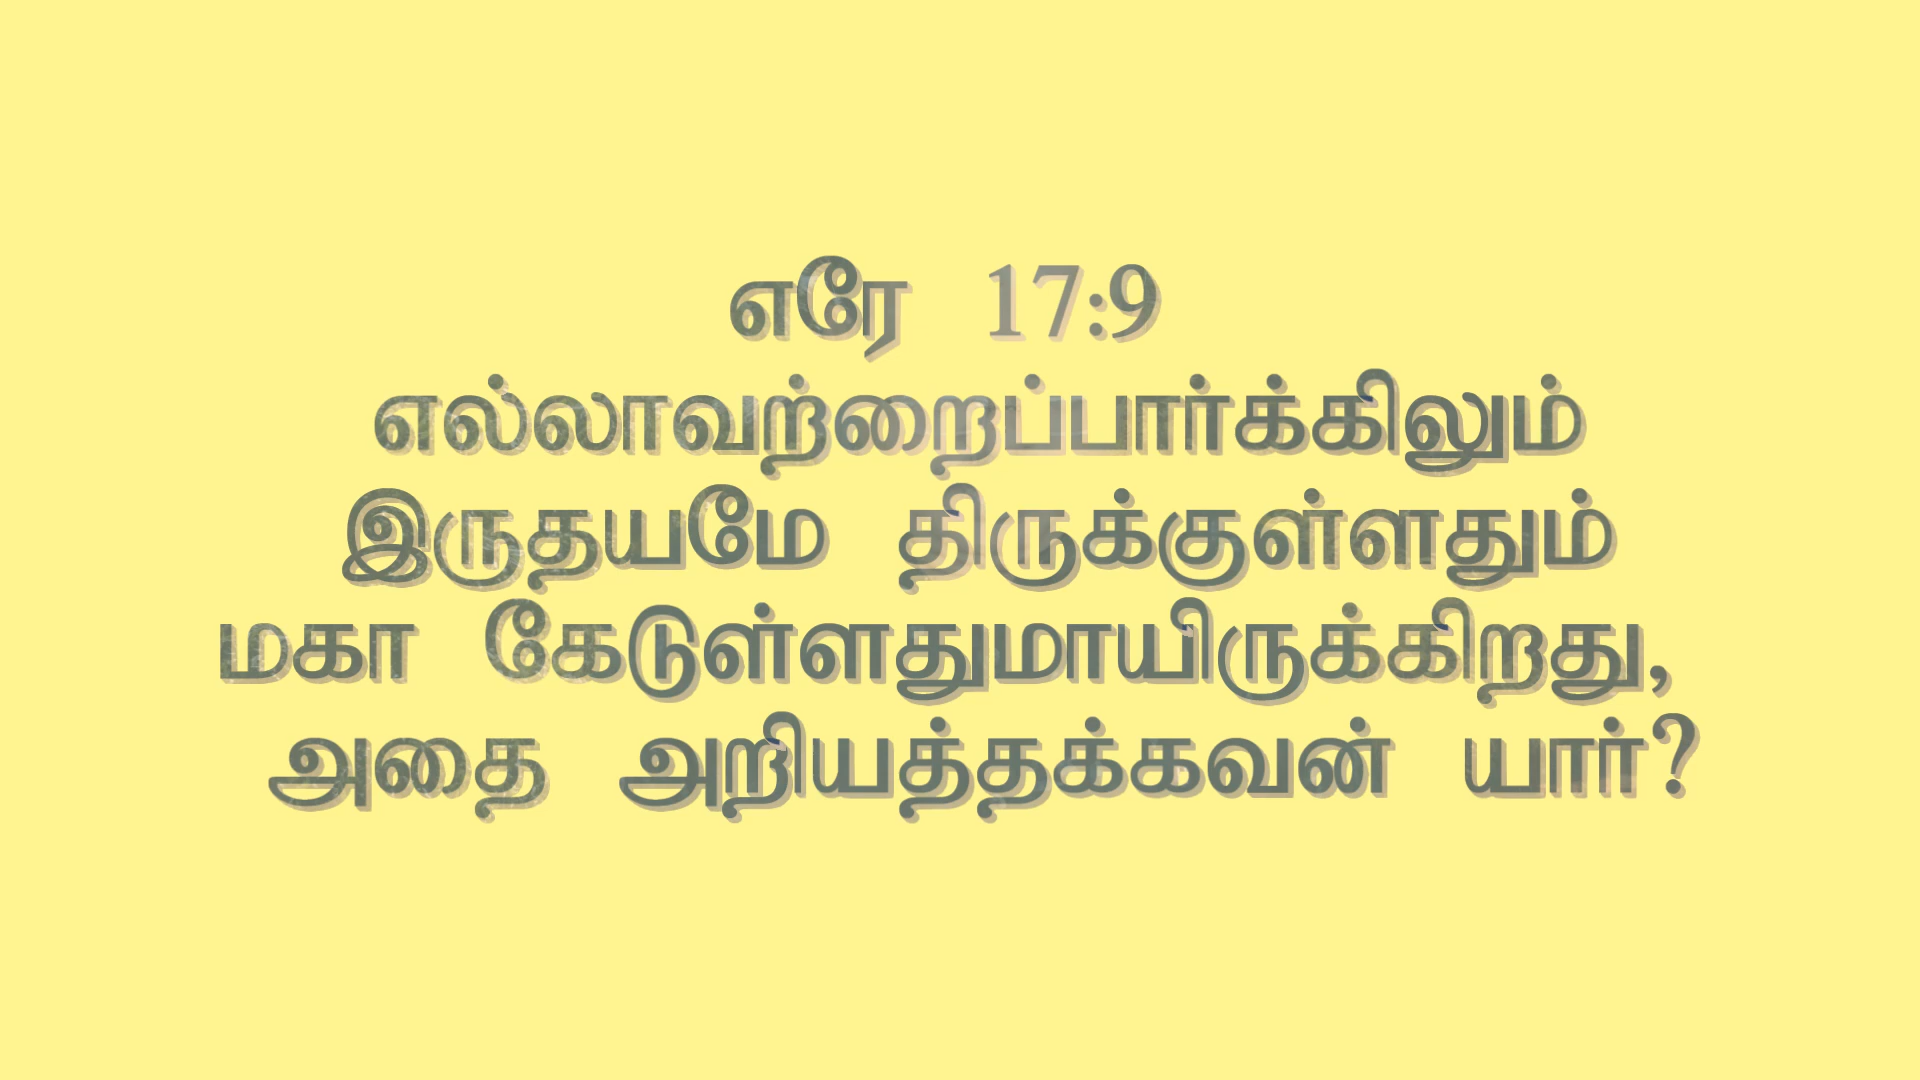 எரே 17:9
எல்லாவற்றைப்பார்க்கிலும்
இருதயமே திருக்குள்ளதும்
மகா கேடுள்ளதுமாயிருக்கிறது,
அதை அறியத்தக்கவன் யார்?